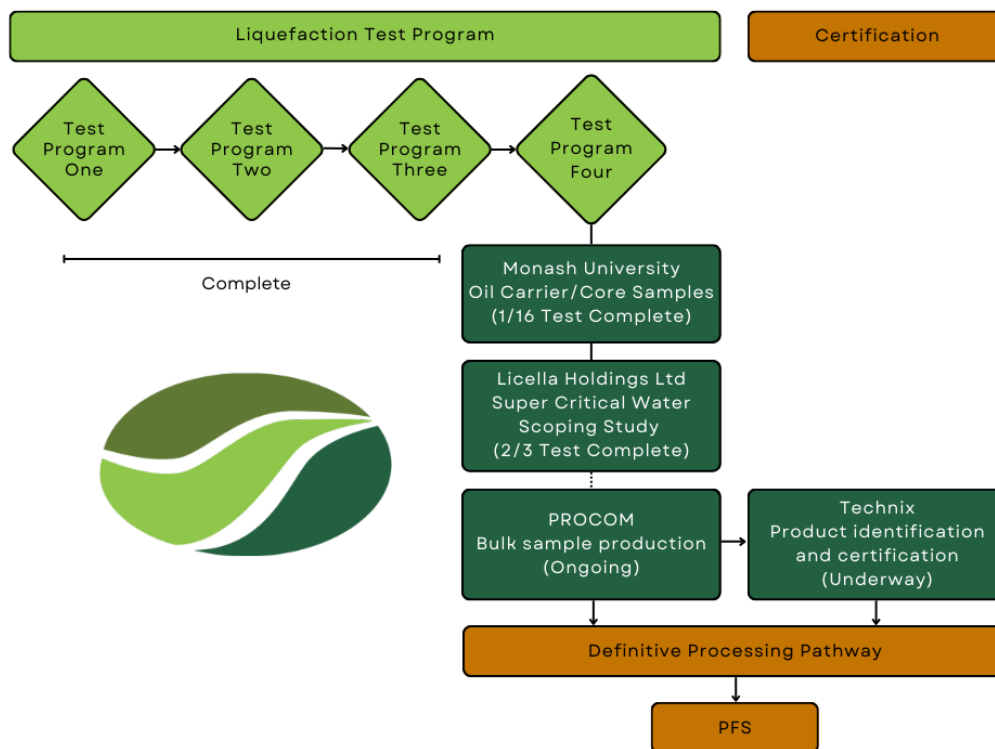 Liquefaction Test Program
Certification
Test
Program
One
Test
Program
Two
Test
Program
Three
Test
Program
Four
Complete
Monash University
Oil Carrier/Core Samples
(1/16 Test Complete)
Licella Holdings Ltd
Super Critical Water
Scoping Study
(2/3 Test Complete)
PROCOM
Bulk sample production
(Ongoing)
Technix
Product identification
and certification
(Underway)
Definitive Processing Pathway
PFS